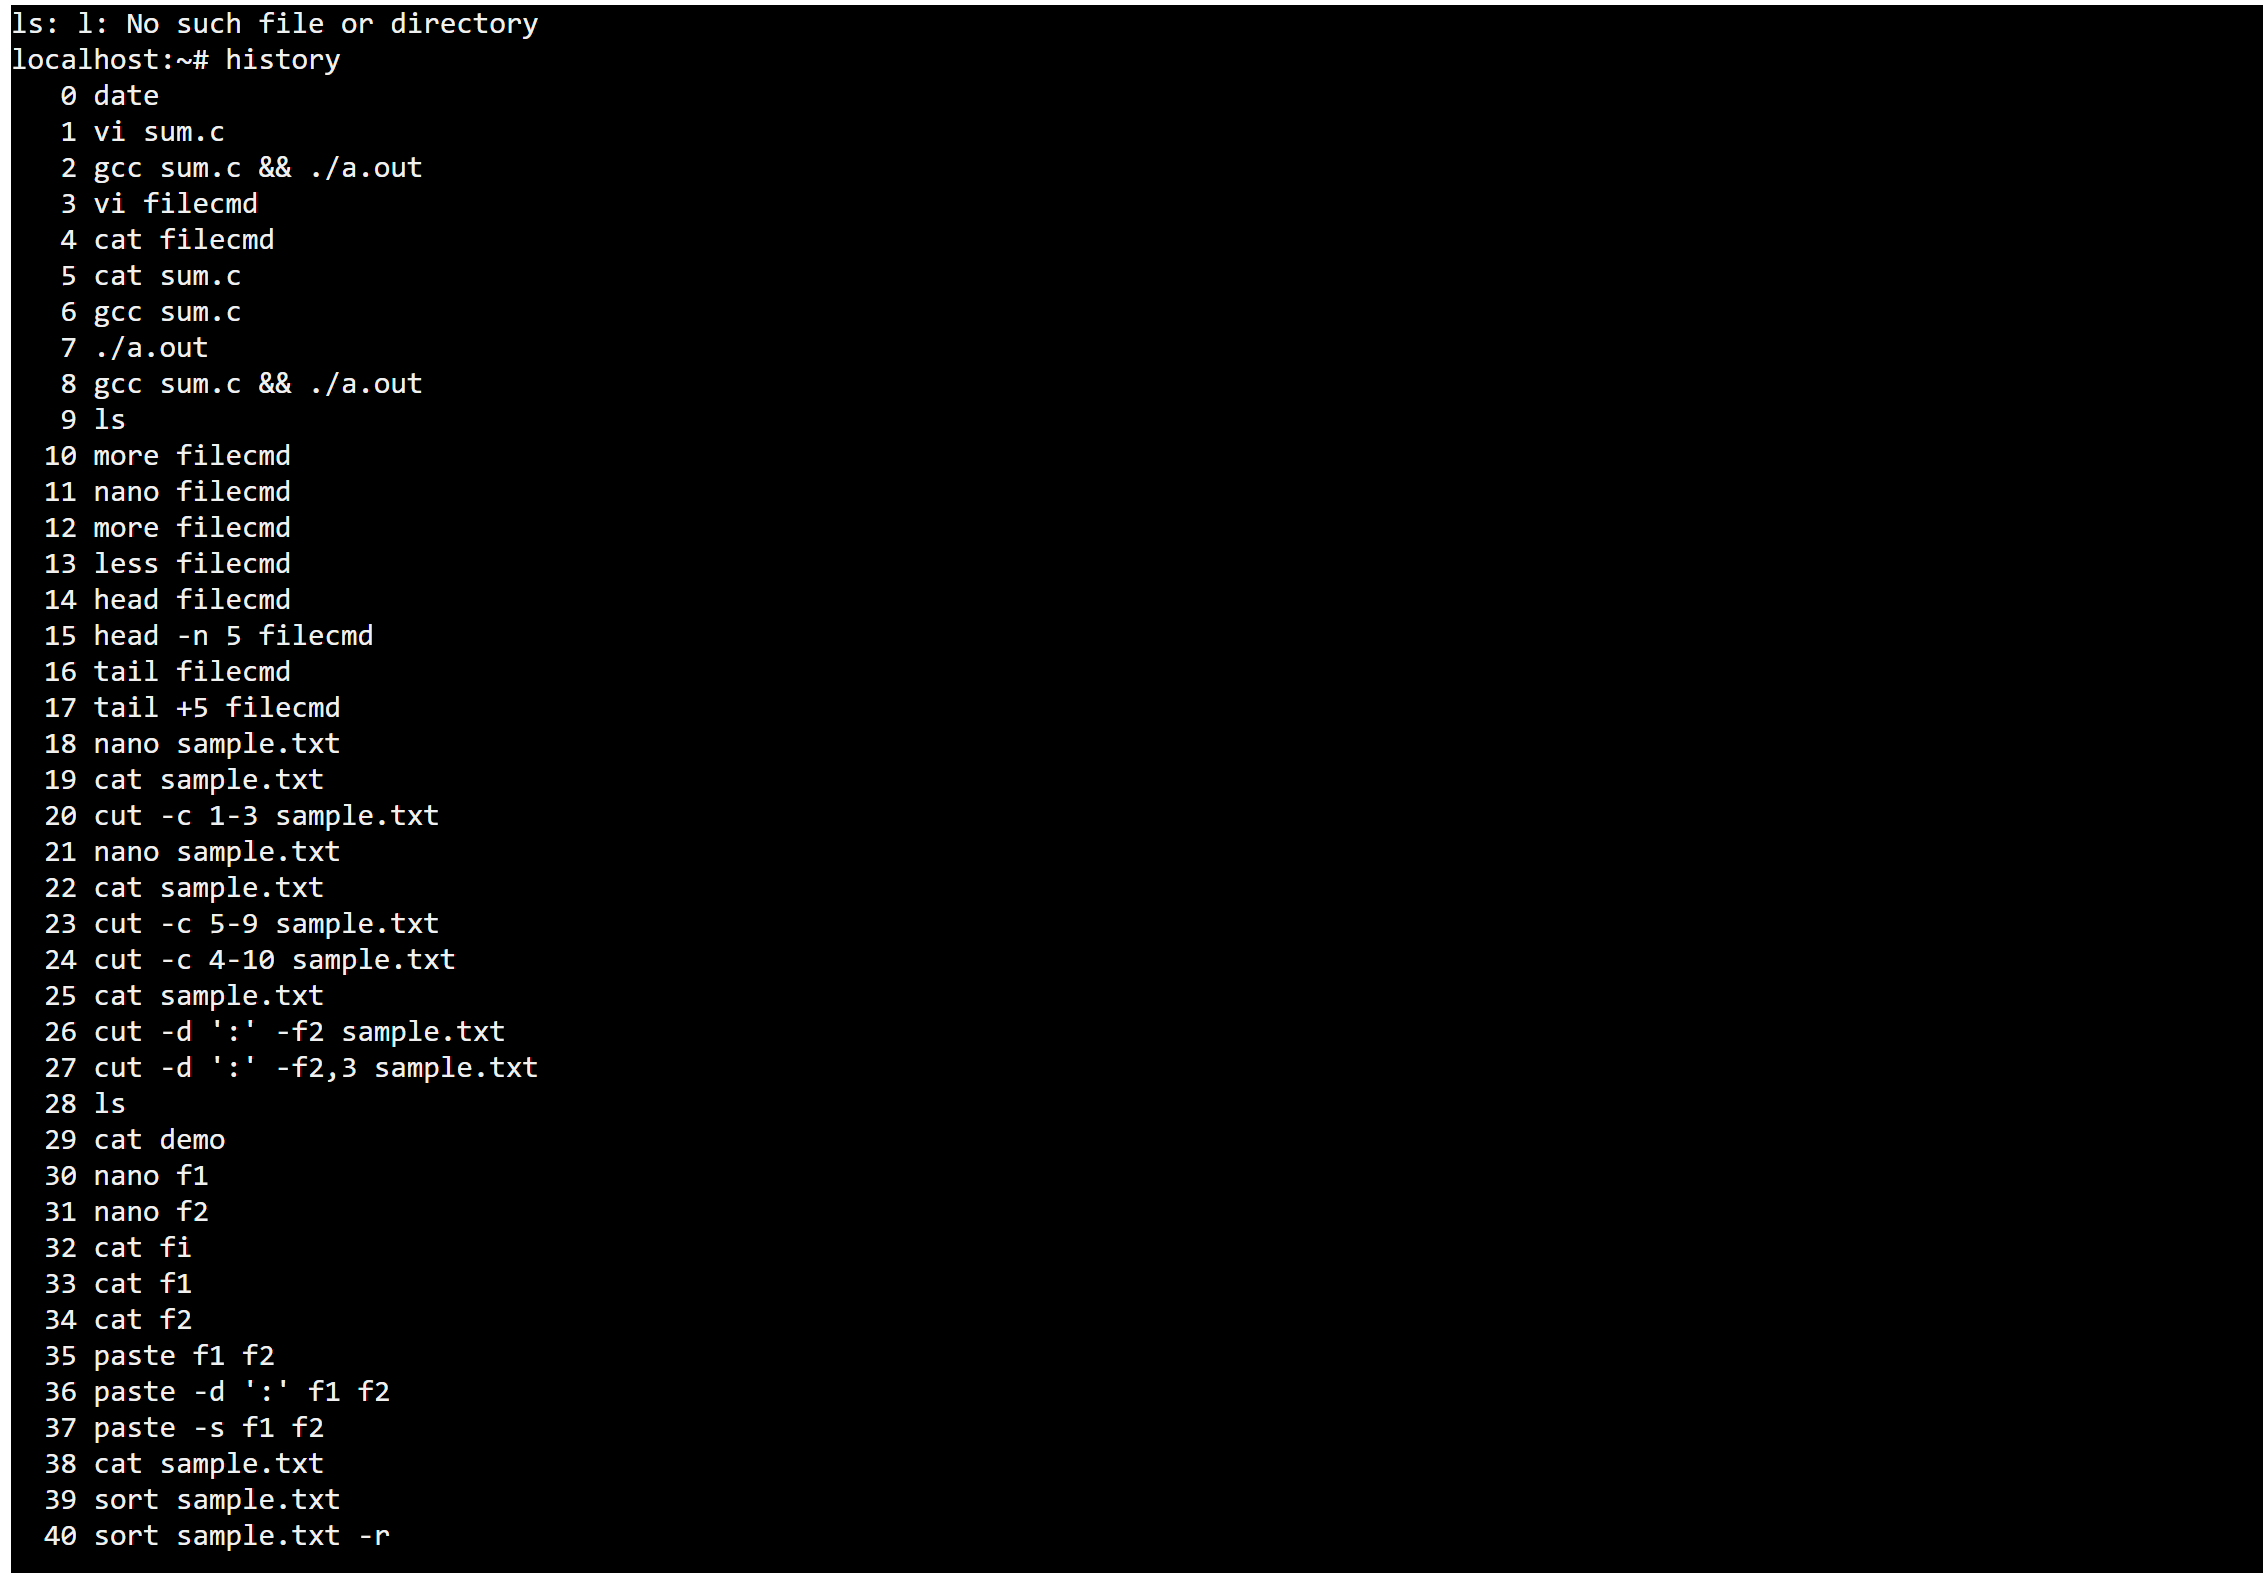 ls: l: No such file or directory
localhost:~# history
   0 date
   1 vi sum.c
   2 gcc sum.c && ./a.out
   3 vi filecmd
   4 cat filecmd
   5 cat sum.c
   6 gcc sum.c
   7 ./a.out
   8 gcc sum.c && ./a.out
   9 ls
  10 more filecmd
  11 nano filecmd
  12 more filecmd
  13 less filecmd
  14 head filecmd
  15 head -n 5 filecmd
  16 tail filecmd
  17 tail +5 filecmd
  18 nano sample.txt
  19 cat sample.txt
  20 cut -c 1-3 sample.txt
  21 nano sample.txt
  22 cat sample.txt
  23 cut -c 5-9 sample.txt
  24 cut -c 4-10 sample.txt
  25 cat sample.txt
  26 cut -d ':' -f2 sample.txt
  27 cut -d ':' -f2,3 sample.txt
  28 ls
  29 cat demo
  30 nano f1
  31 nano f2
  32 cat fi
  33 cat f1
  34 cat f2
  35 paste f1 f2
  36 paste -d ':' f1 f2
  37 paste -s f1 f2
  38 cat sample.txt
  39 sort sample.txt
  40 sort sample.txt -r